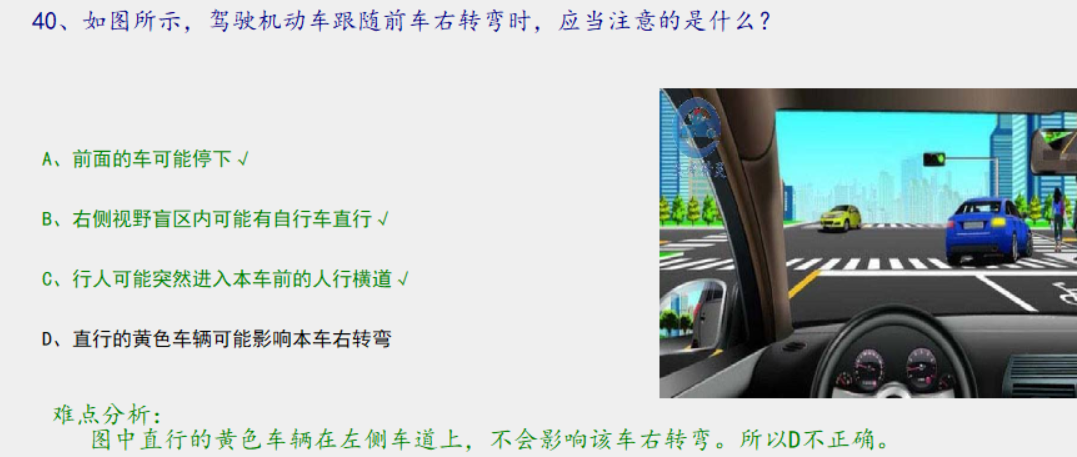 40、如图所示，驾驶机动车跟随前车右转弯时，应当注意的是什么？
A、前面的车可能停下√
B、右侧视野盲区内可能有自行车直行√
C、行人可能突然进入本车前的人行横道√
D、直行的黄色车辆可能影响本车右转弯
难点分析：
图中直行的黄色车辆在左侧车道上，不会影响该车右转弯。所以D不正确。